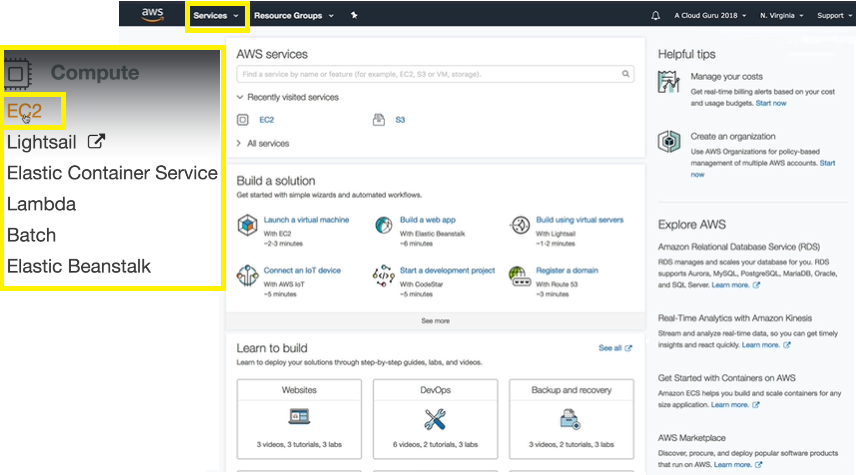 aws
Services
Resource Groups
A Cloud Guru 2018
N. Virginia
Support
Compute
EC2
Lightsail
Elastic Container Service
Lambda
Batch
Elastic Beanstalk
AWS services
Find a service by name or feature (for example, EC2, S3 or VM, storage).
Recently visited services
EC2
S3
All services
Build a solution
Get started with simple wizards and automated workflows.
Launch a virtual machine
With EC2
~2-3 minutes
Build a web app
With Elastic Beanstalk
~6 minutes
Build using virtual servers
With Lightsail
~1-2 minutes
Connect an IoT device
With AWS IoT
~5 minutes
Start a development project
With CodeStar
~5 minutes
Register a domain
With Route 53
~3 minutes
See more
Learn to build
See all
Learn to deploy your solutions through step-by-step guides, labs, and videos.
Websites
3 videos, 3 tutorials, 3 labs
DevOps
6 videos, 2 tutorials, 3 labs
Backup and recovery
3 videos, 2 tutorials, 3 labs
Helpful tips
Manage your costs
Get real-time billing alerts based on your cost
and usage budgets. Start now
Create an organization
Use AWS Organizations for policy-based
management of multiple AWS accounts. Start
now
Explore AWS
Amazon Relational Database Service (RDS)
RDS manages and scales your database for you. RDS
supports Aurora, MySQL, PostgreSQL, MariaDB, Oracle,
and SQL Server. Learn more.
Real-Time Analytics with Amazon Kinesis
Stream and analyze real-time data, so you can get timely
insights and react quickly. Learn more.
Get Started with Containers on AWS
Amazon ECS helps you build and scale containers for any
size application. Learn more.
AWS Marketplace
Discover, procure, and deploy popular software products
that run on AWS. Learn more.